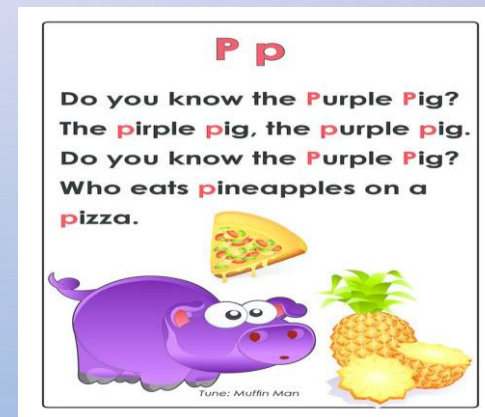 P p
Do you know the Purple Pig?
The pirple pig, the purple pig.
Do you know the Purple Pig?
Who eats pineapples on a
pizza.
Tune: Muffin Man